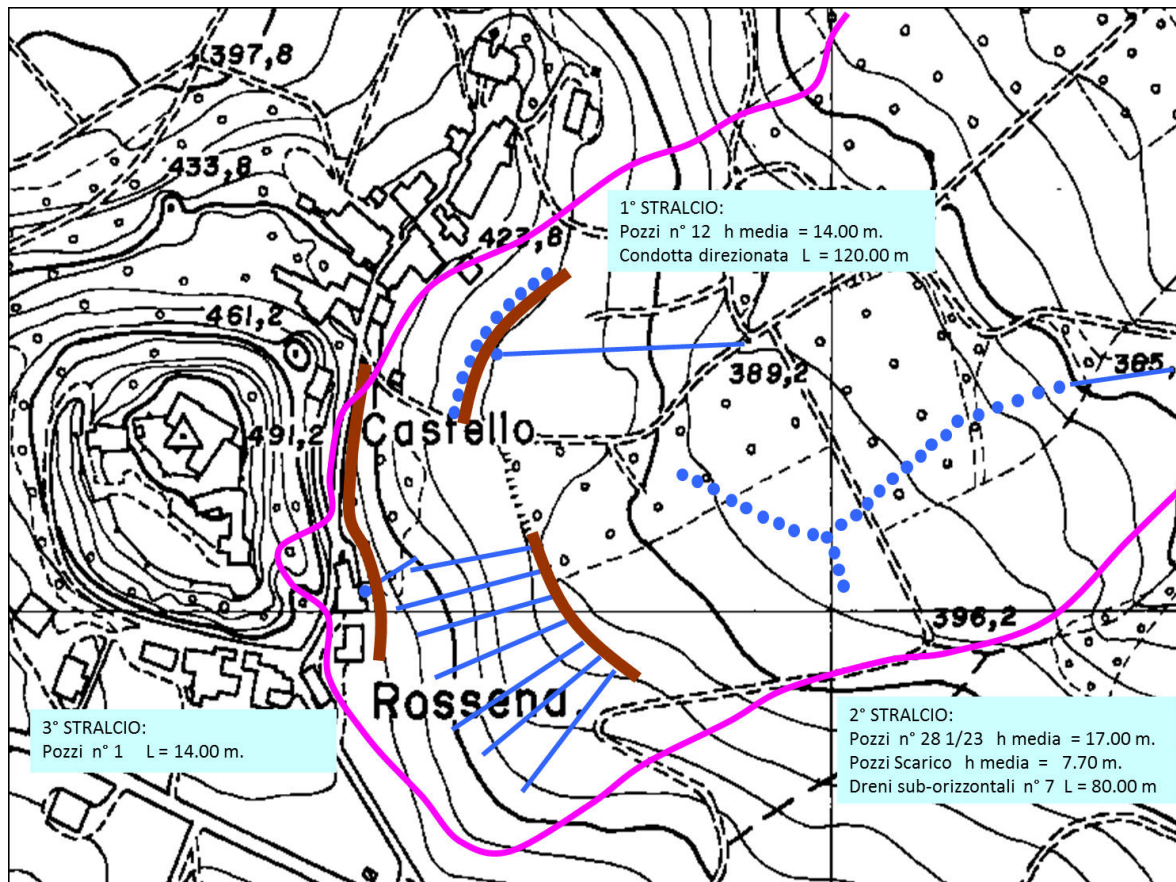 397,8
433,8
1° STRALCIO:
Pozzi n° 12 h media = 14.00 m.
Condotta direzionata L = 120.00 m
423,8
461,2
389,2
385,
491,2
Castello
396,2
Rossena
3° STRALCIO:
Pozzi n° 1 L = 14.00 m.
2° STRALCIO:
Pozzi n° 28 1/23 h media = 17.00 m.
Pozzi Scarico h media = 7.70 m.
Dreni sub-orizzontali n° 7 L = 80.00 m